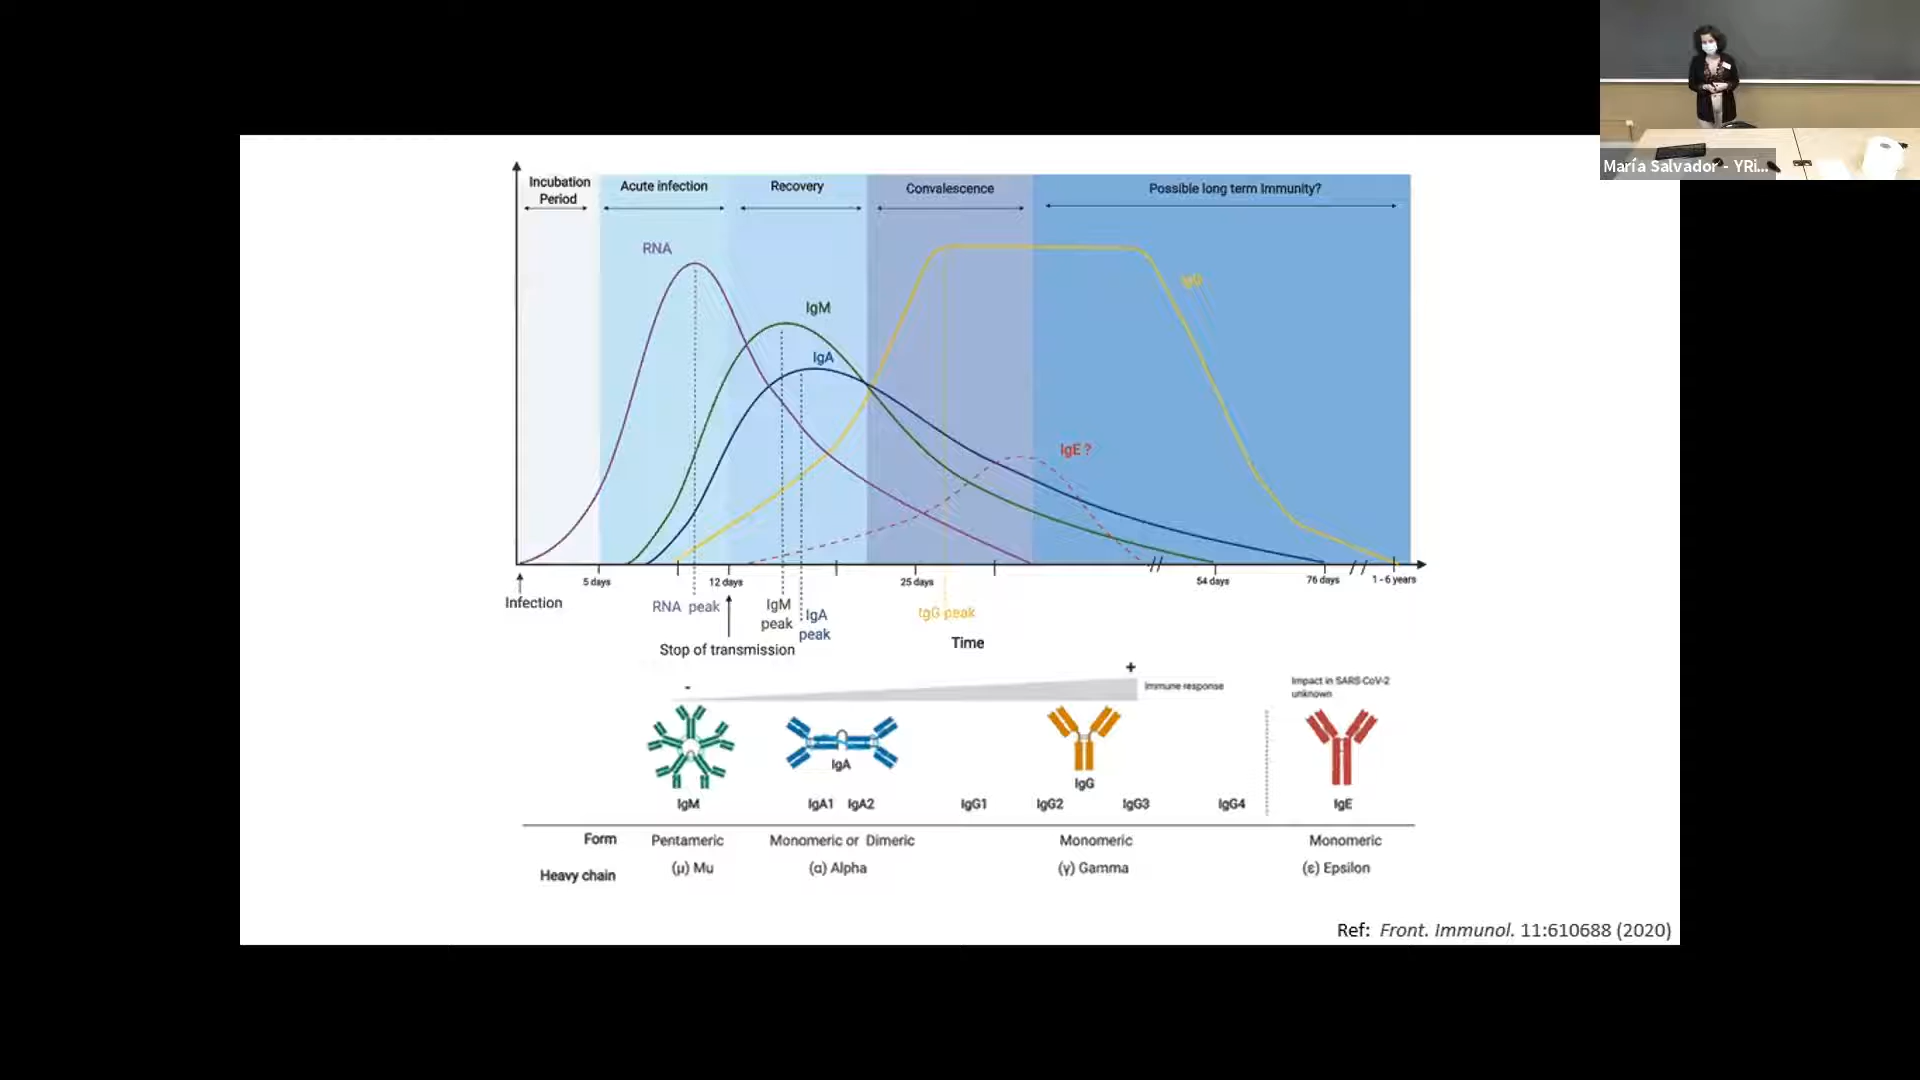 María Salvador - YRi...
Incubation
Period
Acute infection
Recovery
Convalescence
Possible long term Immunity?
RNA
IgM
IgA
IgG
IgE ?
5 days
12 days
25 days
54 days
76 days
1 - 6 years
Infection
RNA peak
IgM
peak
IgA
peak
IgG peak
Stop of transmission
Time
-
+
Immune response
Impact in SARS-CoV-2
unknown
IgA
IgG
IgM
IgA1 IgA2
IgG1
IgG2
IgG3
IgG4
IgE
Form
Pentameric
Monomeric or Dimeric
Monomeric
Monomeric
Heavy chain
(μ) Mu
(α) Alpha
(γ) Gamma
(ε) Epsilon
Ref: Front. Immunol. 11:610688 (2020)